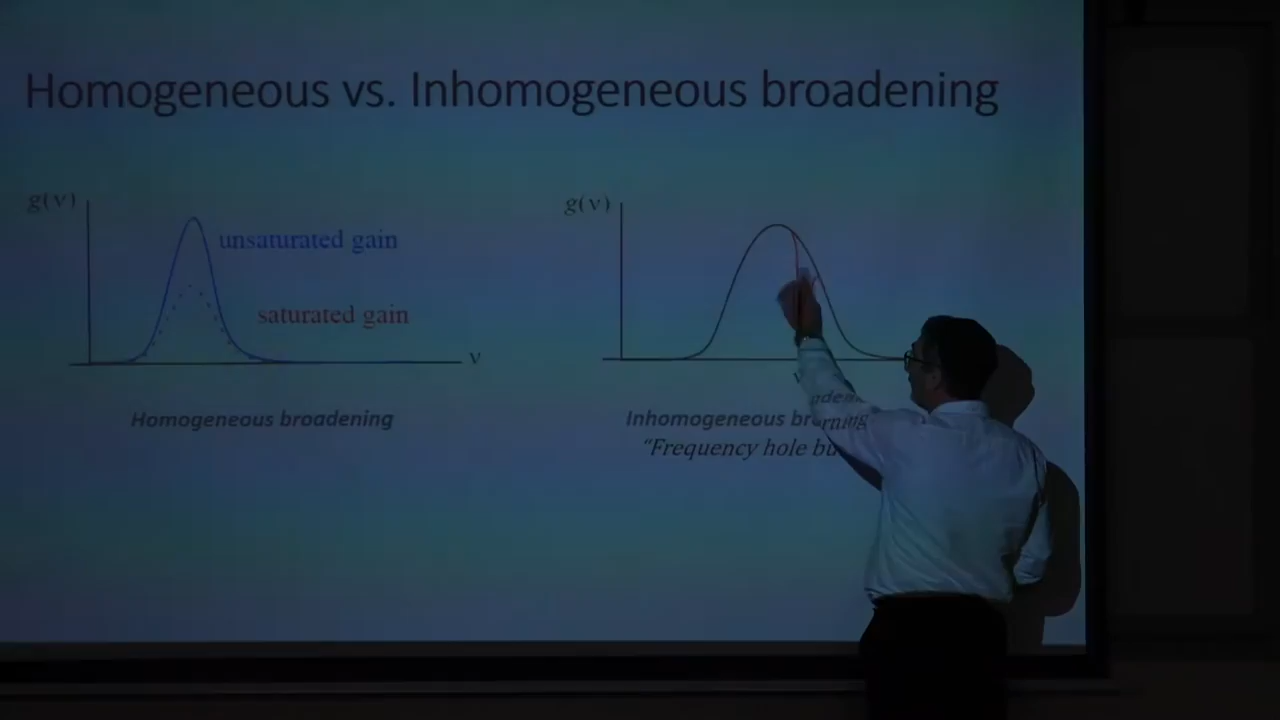 Homogeneous vs. Inhomogeneous broadening
g(ν)
unsaturated gain
saturated gain
ν
Homogeneous broadening
g(ν)
Inhomogeneous
"Frequency hole